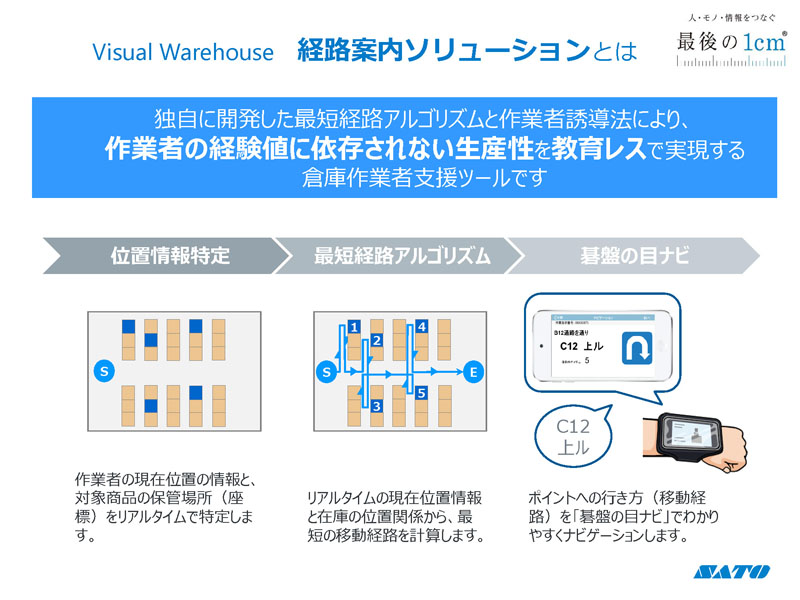 人・モノ・情報をつなぐ
最後の1cm®
Visual Warehouse 経路案内ソリューションとは
独自に開発した最短経路アルゴリズムと作業者誘導法により、
作業者の経験値に依存されない生産性を教育レスで実現する
倉庫作業者支援ツールです
位置情報特定
最短経路アルゴリズム
碁盤の目ナビ
S
S
1
2
3
4
5
E
ナビゲーション
B12通路を通り
C12 上ル
5
C12
上ル
作業者の現在位置の情報と、
対象商品の保管場所（座
標）をリアルタイムで特定しま
す。
リアルタイムの現在位置情報
と在庫の位置関係から、最
短の移動経路を計算します。
ポイントへの行き方（移動経
路）を「碁盤の目ナビ」でわかり
やすくナビゲーションします。
SATO